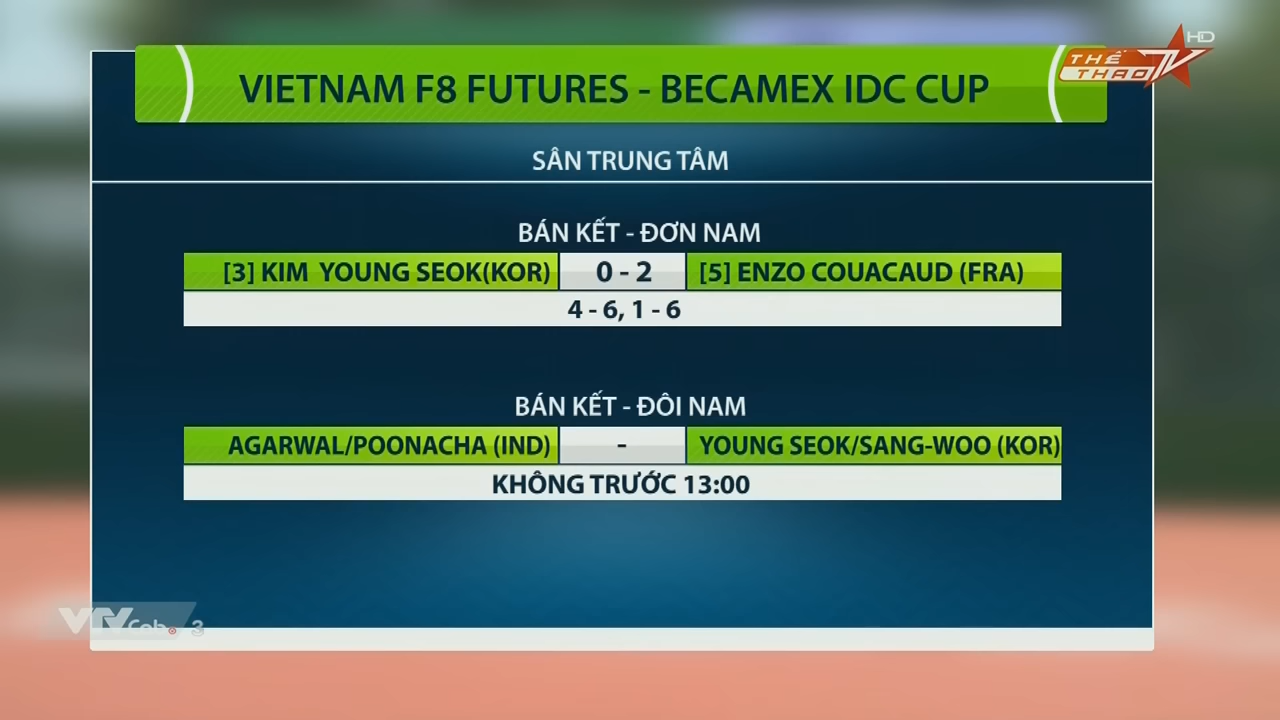 HD
THỂ THAO TV
VIETNAM F8 FUTURES - BECAMEX IDC CUP
SÂN TRUNG TÂM
BÁN KẾT - ĐƠN NAM
[3] KIM YOUNG SEOK(KOR) 0 - 2 [5] ENZO COUACAUD (FRA)
4 - 6, 1 - 6
BÁN KẾT - ĐÔI NAM
AGARWAL/POONACHA (IND) - YOUNG SEOK/SANG-WOO (KOR)
KHÔNG TRƯỚC 13:00
VTV Cab 3